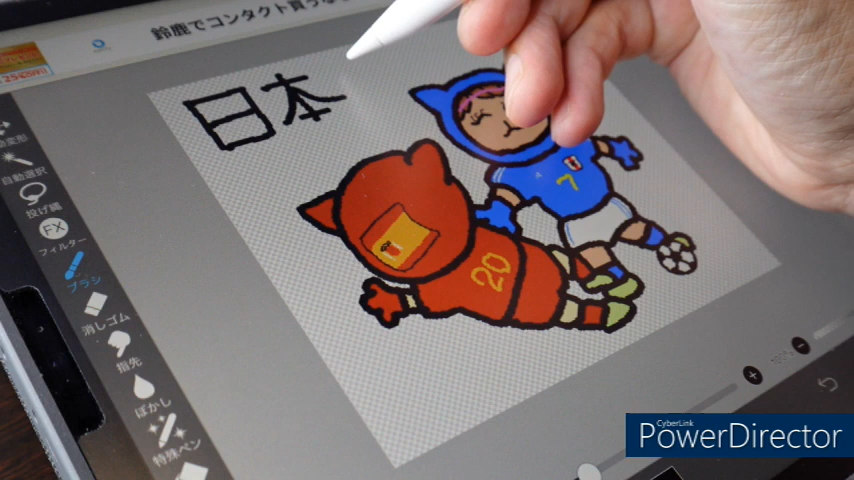 鈴鹿でコンタクト買うな
25%OFF
日本
自動選択
投げ縄
FX
フィルター
ブラシ
消しゴム
指先
ぼかし
特殊ペン
7
20
CyberLink
PowerDirector